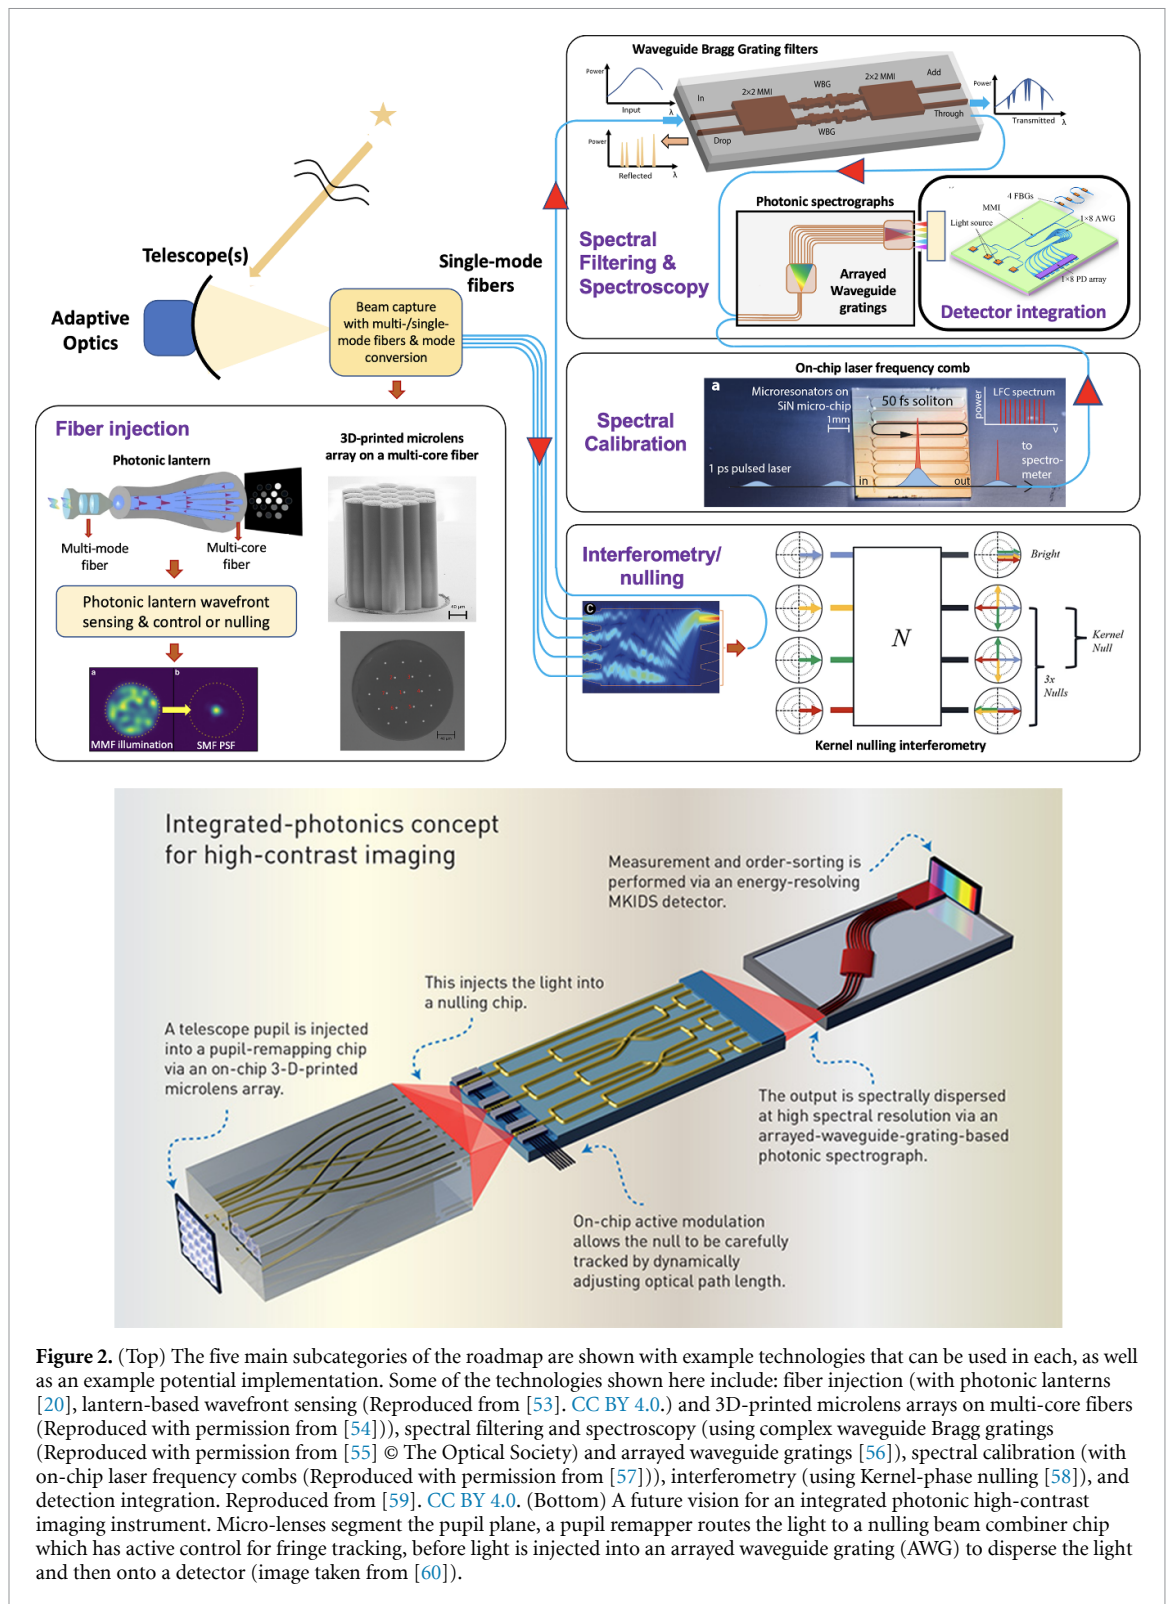 Waveguide Bragg Grating filters
Power
Input
λ
In
2×2 MMI
WBG
2×2 MMI
Add
Drop
WBG
Through
Power
Transmitted
λ
Power
Reflected
λ
Telescope(s)
Adaptive
Optics
Single-mode
fibers
Beam capture
with multi-/single-
mode fibers & mode
conversion
Spectral
Filtering &
Spectroscopy
Photonic spectrographs
Arrayed
Waveguide
gratings
4 FBGs
MMI
Light source
1×8 AWG
1×8 PD array
Detector integration
Spectral
Calibration
On-chip laser frequency comb
a
Microresonators on
SiN micro-chip
1mm
50 fs soliton
power
LFC spectrum
ν
1 ps pulsed laser
in
out
to
spectro-
meter
Fiber injection
Photonic lantern
Multi-mode
fiber
Multi-core
fiber
3D-printed microlens
array on a multi-core fiber
40 µm
Photonic lantern wavefront
sensing & control or nulling
a
b
MMF illumination
SMF PSF
Interferometry/
nulling
C
N
Bright
Kernel
Null
3x
Nulls
Kernel nulling interferometry
Integrated-photonics concept
for high-contrast imaging
Measurement and order-sorting is
performed via an energy-resolving
MKIDS detector.
This injects the light into
a nulling chip.
A telescope pupil is injected
into a pupil-remapping chip
via an on-chip 3-D-printed
microlens array.
The output is spectrally dispersed
at high spectral resolution via an
arrayed-waveguide-grating-based
photonic spectrograph.
On-chip active modulation
allows the null to be carefully
tracked by dynamically
adjusting optical path length.
Figure 2. (Top) The five main subcategories of the roadmap are shown with example technologies that can be used in each, as well
as an example potential implementation. Some of the technologies shown here include: fiber injection (with photonic lanterns
[20], lantern-based wavefront sensing (Reproduced from [53]. CC BY 4.0.) and 3D-printed microlens arrays on multi-core fibers
(Reproduced with permission from [54])), spectral filtering and spectroscopy (using complex waveguide Bragg gratings
(Reproduced with permission from [55] © The Optical Society) and arrayed waveguide gratings [56]), spectral calibration (with
on-chip laser frequency combs (Reproduced with permission from [57])), interferometry (using Kernel-phase nulling [58]), and
detection integration. Reproduced from [59]. CC BY 4.0. (Bottom) A future vision for an integrated photonic high-contrast
imaging instrument. Micro-lenses segment the pupil plane, a pupil remapper routes the light to a nulling beam combiner chip
which has active control for fringe tracking, before light is injected into an arrayed waveguide grating (AWG) to disperse the light
and then onto a detector (image taken from [60]).